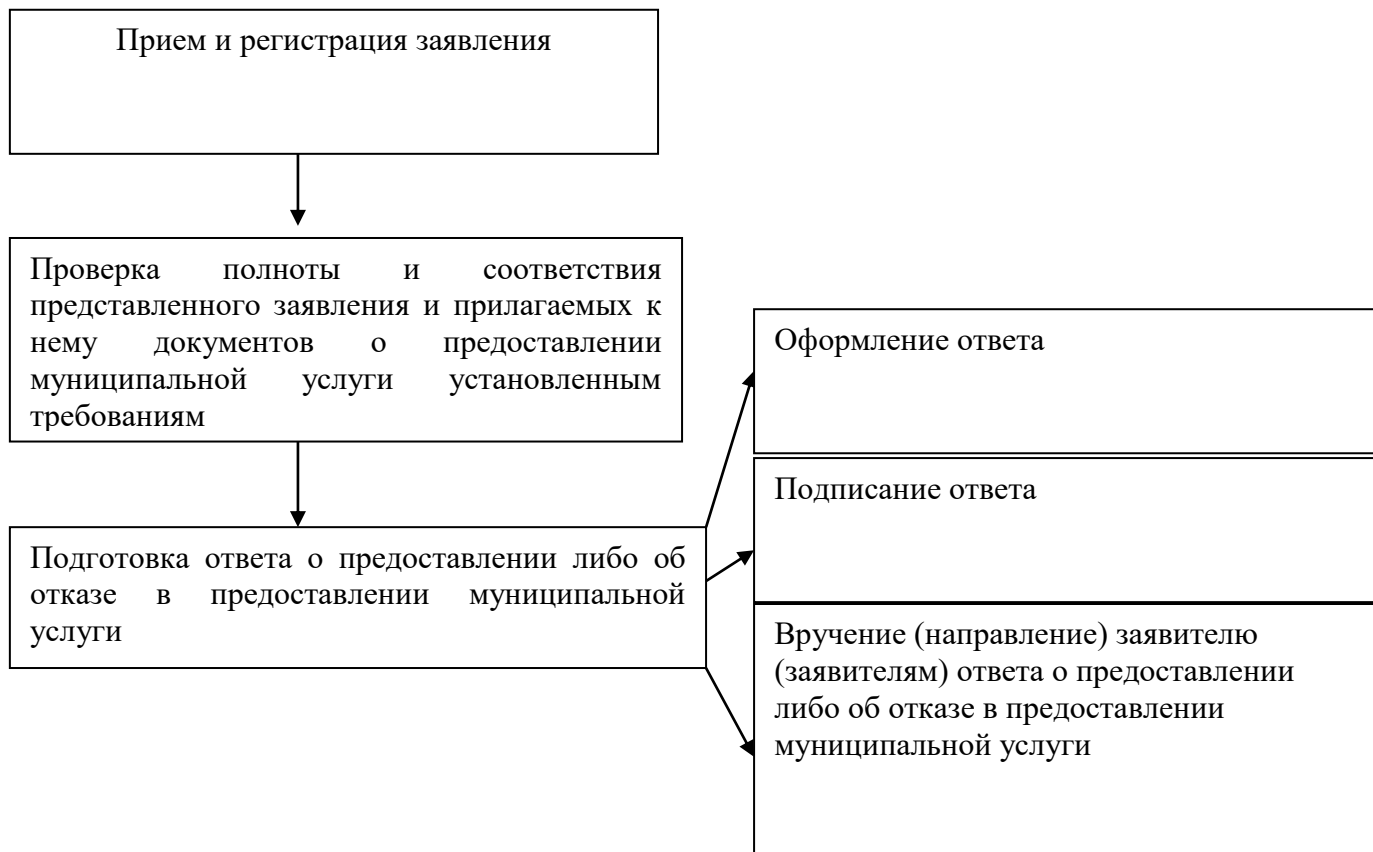 Прием и регистрация заявления
Проверка полноты и соответствия
представленного заявления и прилагаемых к
нему документов о предоставлении
муниципальной услуги установленным
требованиям
Подготовка ответа о предоставлении либо об
отказе в предоставлении муниципальной
услуги
Оформление ответа
Подписание ответа
Вручение (направление) заявителю
(заявителям) ответа о предоставлении
либо об отказе в предоставлении
муниципальной услуги